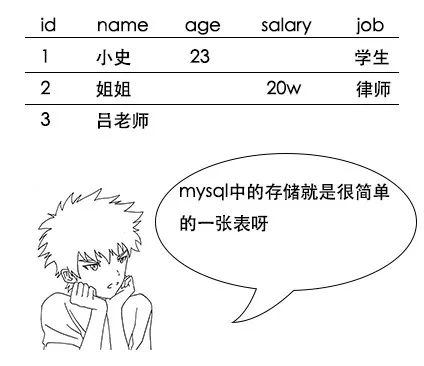 id name age salary job
1 小史 23 学生
2 姐姐 20w 律师
3 吕老师
mysql中的存储就是很简单
的一张表呀